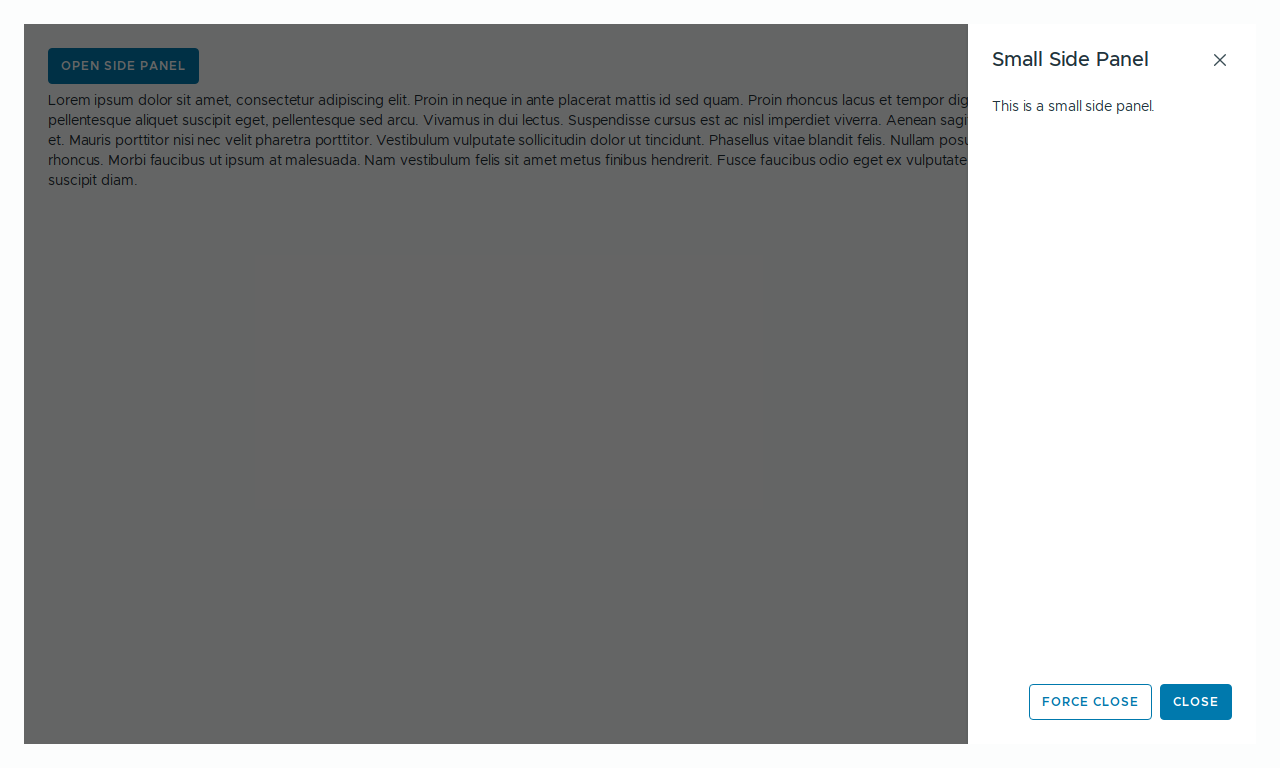 OPEN SIDE PANEL
Lorem ipsum dolor sit amet, consectetur adipiscing elit. Proin in neque in ante placerat mattis id sed quam. Proin rhoncus lacus et tempor dig
pellentesque aliquet suscipit eget, pellentesque sed arcu. Vivamus in dui lectus. Suspendisse cursus est ac nisl imperdiet viverra. Aenean sagi
et. Mauris porttitor nisi nec velit pharetra porttitor. Vestibulum vulputate sollicitudin dolor ut tincidunt. Phasellus vitae blandit felis. Nullam posu
rhoncus. Morbi faucibus ut ipsum at malesuada. Nam vestibulum felis sit amet metus finibus hendrerit. Fusce faucibus odio eget ex vulputate
suscipit diam.
Small Side Panel
This is a small side panel.
FORCE CLOSE
CLOSE